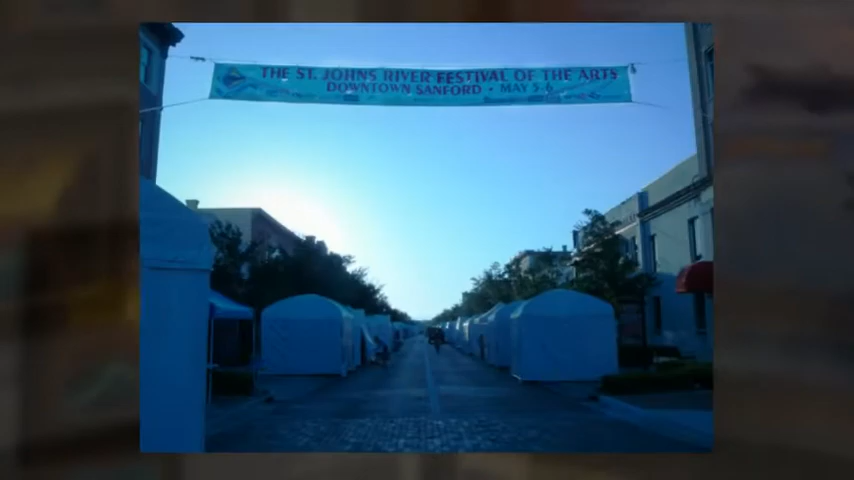 THE ST. JOHNS RIVER FESTIVAL OF THE ARTS
DOWNTOWN SANFORD • MAY 5-6